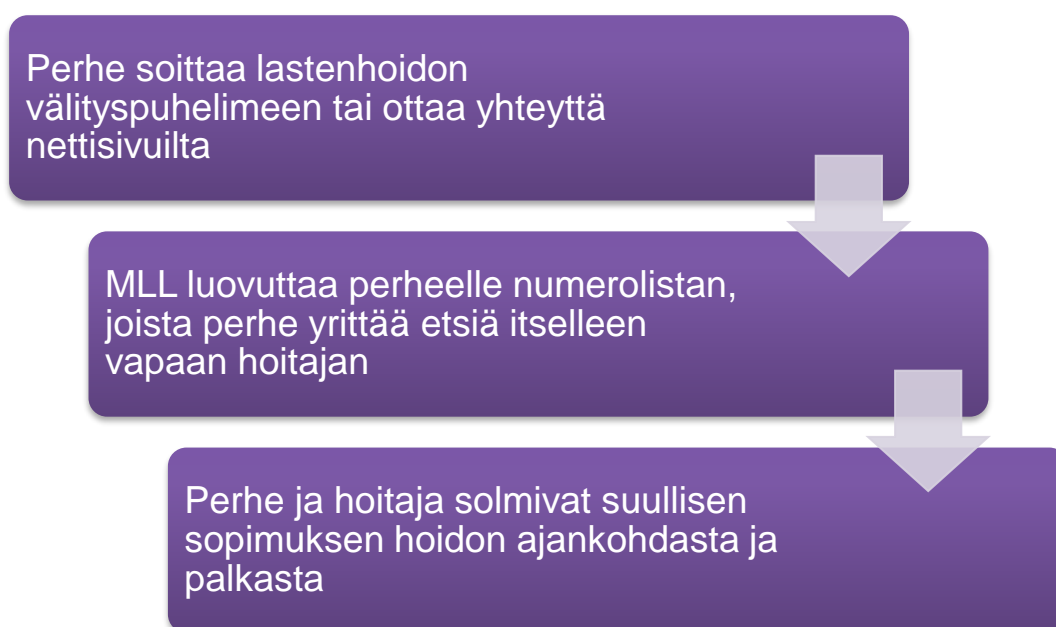 Perhe soittaa lastenhoidon
välityspuhelimeen tai ottaa yhteyttä
nettisivuilta
MLL luovuttaa perheelle numerolistan,
joista perhe yrittää etsiä itselleen
vapaan hoitajan
Perhe ja hoitaja solmivat suullisen
sopimuksen hoidon ajankohdasta ja
palkasta